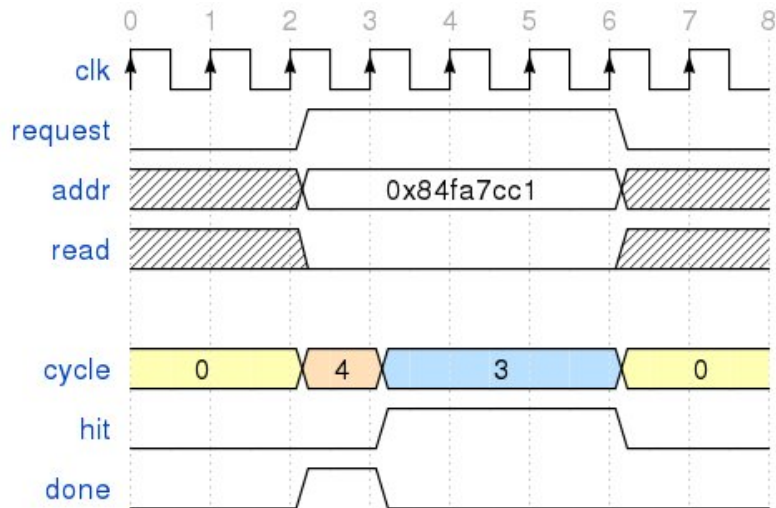 0 1 2 3 4 5 6 7 8
clk
request
addr 0x84fa7cc1
read
cycle 0 4 3 0
hit
done